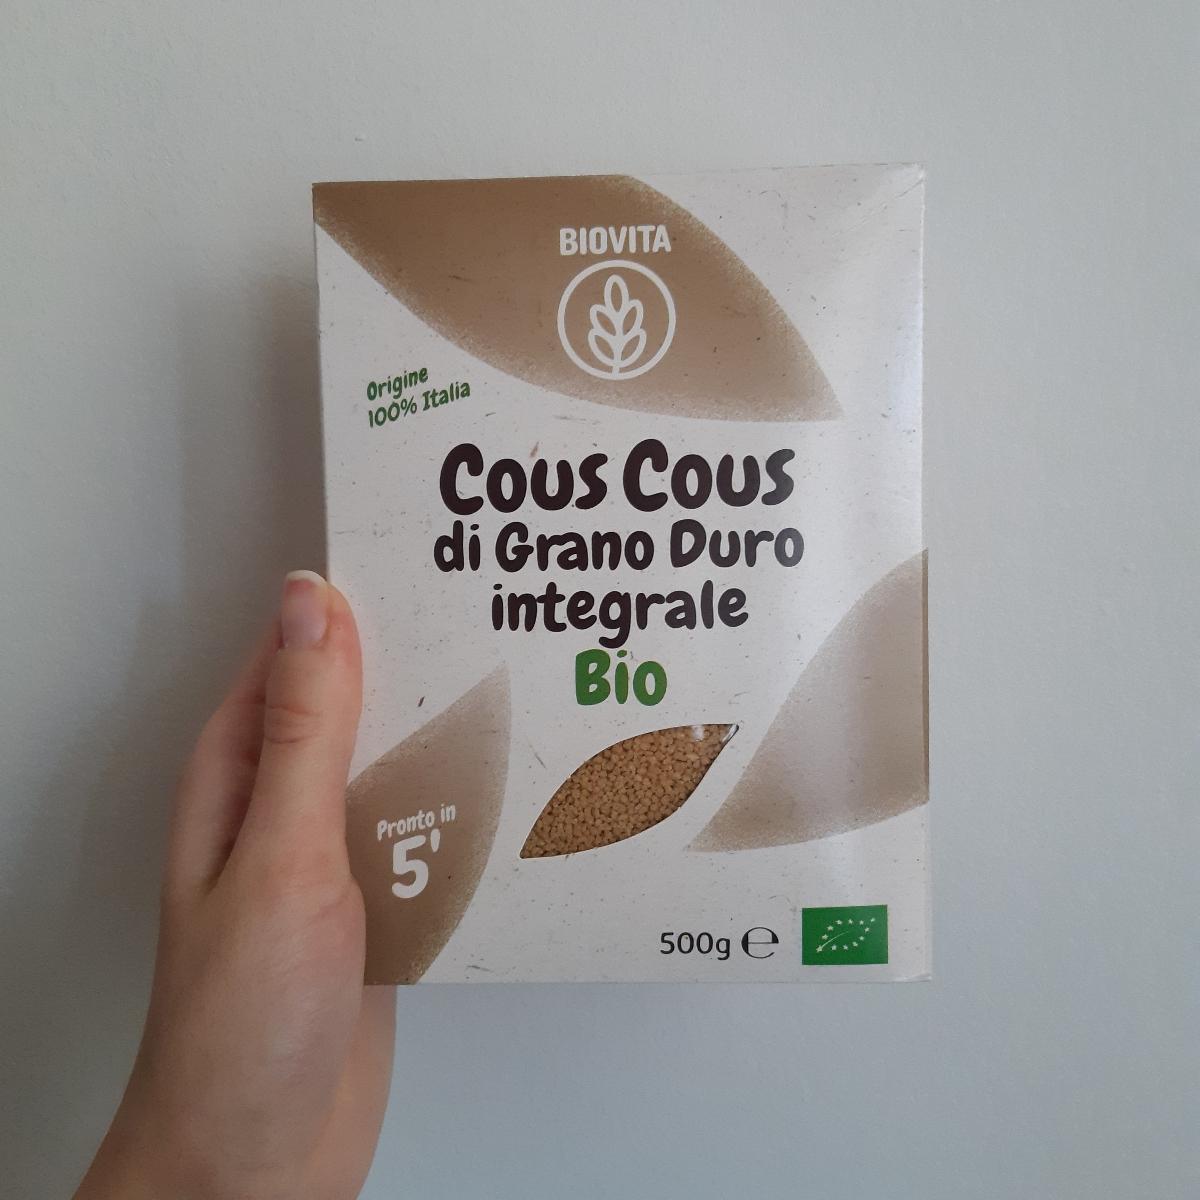 BIOVITA
Origine
100% Italia
Cous Cous
di Grano Duro
integrale
Bio
Pronto in
5'
500g ℮